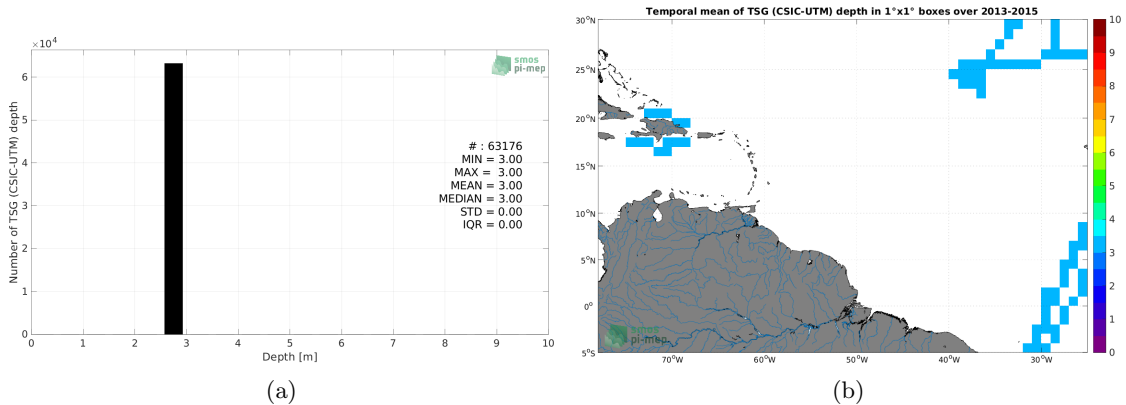 ×10⁴
6
5
4
3
2
1
0
Number of TSG (CSIC-UTM) depth
smos
pi-mep
# : 63176
MIN = 3.00
MAX = 3.00
MEAN = 3.00
MEDIAN = 3.00
STD = 0.00
IQR = 0.00
0 1 2 3 4 5 6 7 8 9 10
Depth [m]
(a)
Temporal mean of TSG (CSIC-UTM) depth in 1°x1° boxes over 2013-2015
30°N
25°N
20°N
15°N
10°N
5°N
0°
5°S
70°W 60°W 50°W 40°W 30°W
smos
pi-mep
10
9
8
7
6
5
4
3
2
1
0
(b)